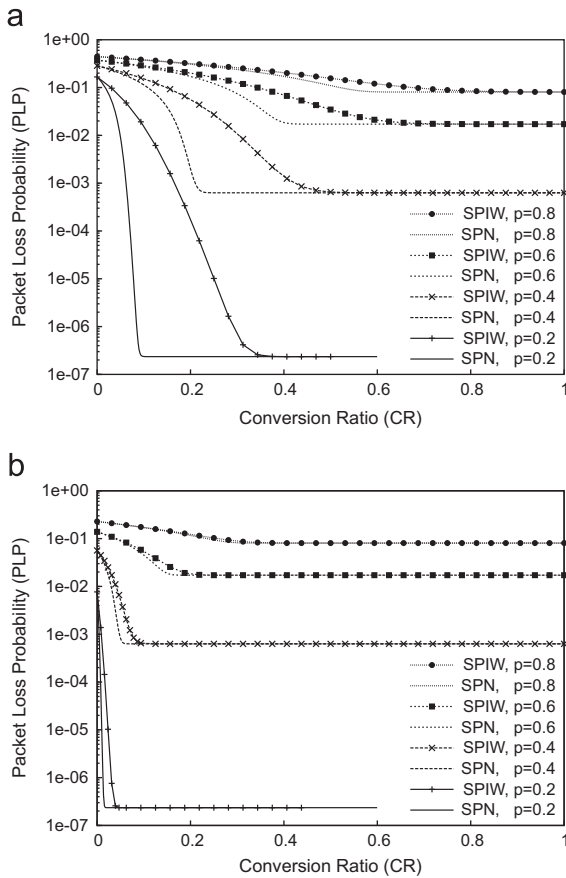 a
Packet Loss Probability (PLP)
1e+00
1e-01
1e-02
1e-03
1e-04
1e-05
1e-06
1e-07
0
0.2
0.4
0.6
0.8
1
Conversion Ratio (CR)
SPIW, p=0.8
SPN, p=0.8
SPIW, p=0.6
SPN, p=0.6
SPIW, p=0.4
SPN, p=0.4
SPIW, p=0.2
SPN, p=0.2
b
Packet Loss Probability (PLP)
1e+00
1e-01
1e-02
1e-03
1e-04
1e-05
1e-06
1e-07
0
0.2
0.4
0.6
0.8
1
Conversion Ratio (CR)
SPIW, p=0.8
SPN, p=0.8
SPIW, p=0.6
SPN, p=0.6
SPIW, p=0.4
SPN, p=0.4
SPIW, p=0.2
SPN, p=0.2